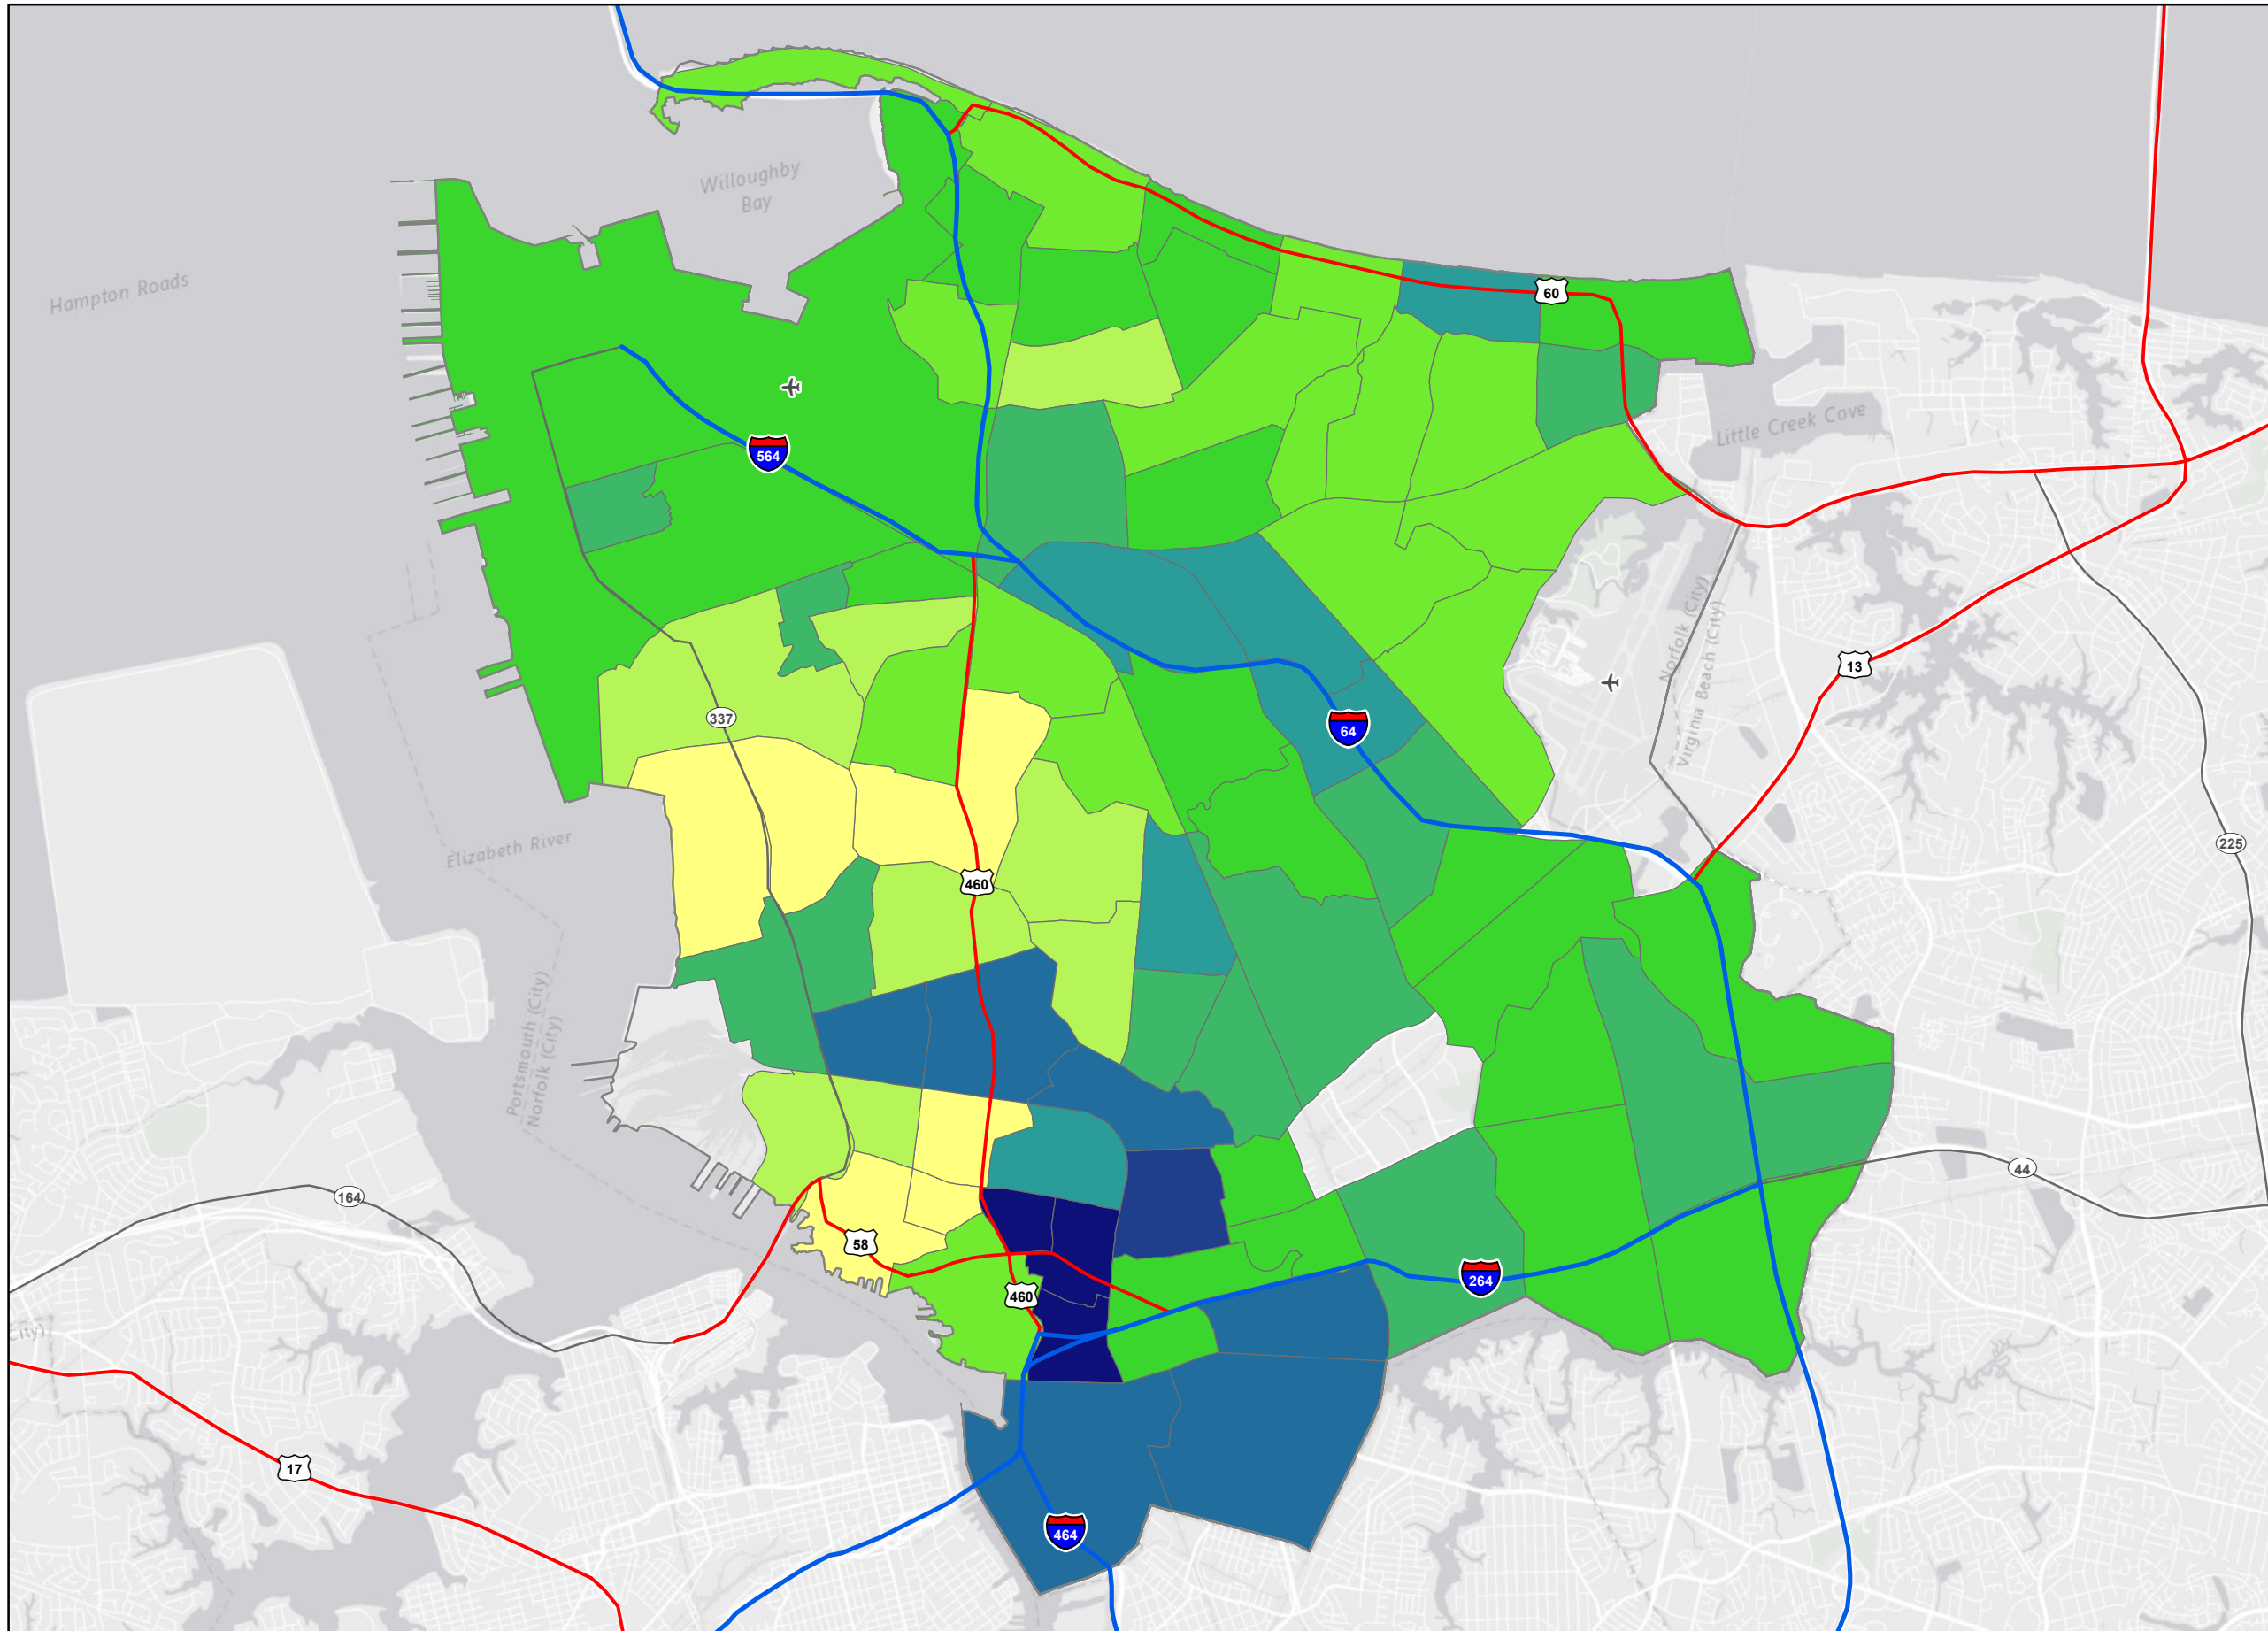 Willoughby
Bay
Hampton Roads
60
Little Creek Cove
564
Norfolk (City)
Virginia Beach (City)
13
337
64
Elizabeth River
225
460
Portsmouth (City)
Norfolk (City)
44
164
58
264
460
City)
17
464